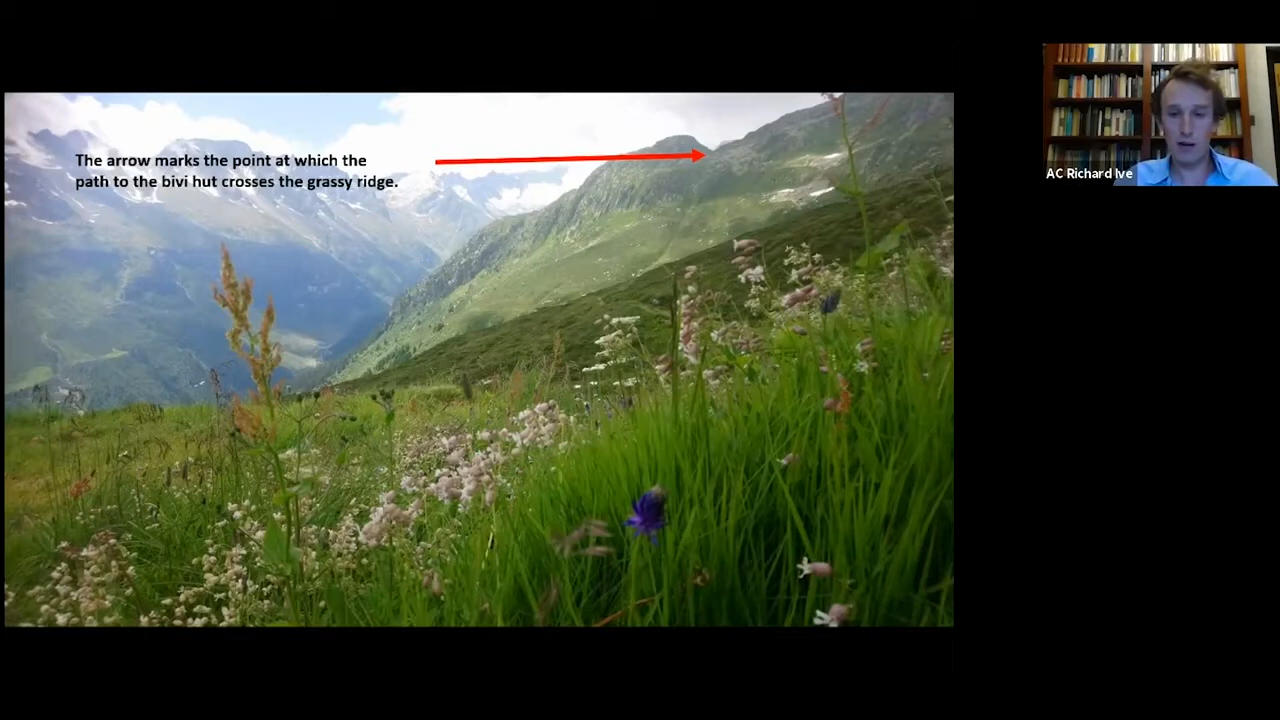 The arrow marks the point at which the
path to the bivi hut crosses the grassy ridge.
AC Richard Ive